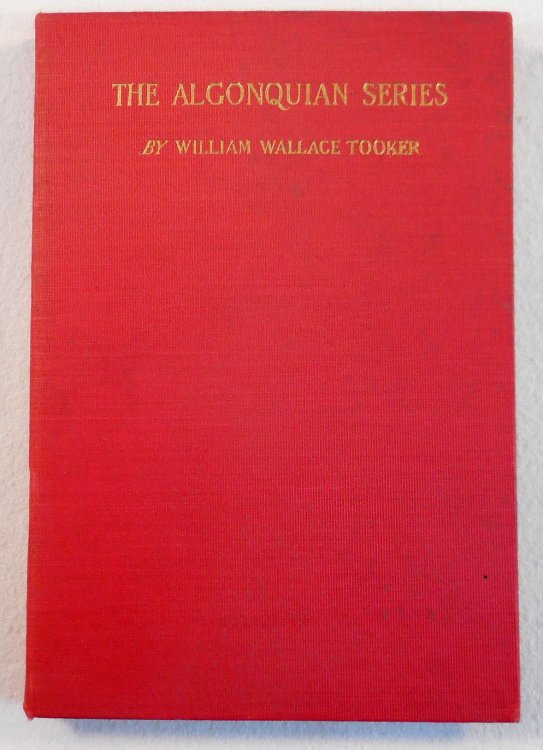 THE ALGONQUIAN SERIES
BY WILLIAM WALLACE TOOKER